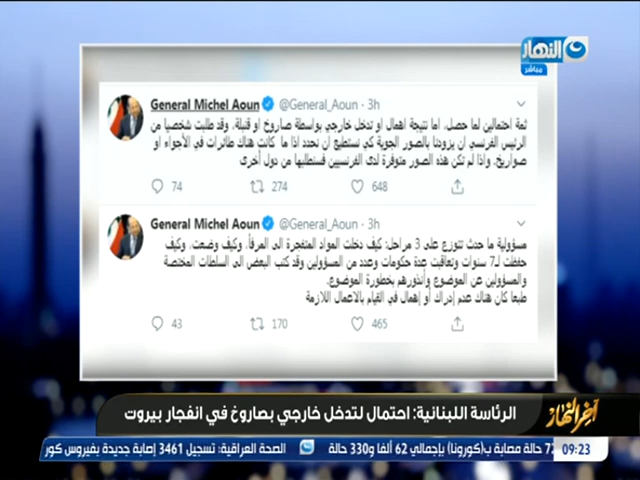 النهار
مباشر
General Michel Aoun @General_Aoun · 3h
ثمة احتمالين لما حصل، اما نتيجة اهمال او تدخل خارجي بواسطة صاروخ او قنبلة، وقد طلبت شخصياً من
الرئيس الفرنسي ان يزودنا بالصور الجوية كي نستطيع ان نحدد اذا ما كانت هناك طائرات في الأجواء او
صواريخ. واذا لم تكن هذه الصور متوفرة لدى الفرنسيين فسنطلبها من دول أخرى
74 274 648
General Michel Aoun @General_Aoun · 3h
مسؤولية ما حدث تتوزع على 3 مراحل: كيف دخلت المواد المتفجرة الى المرفأ، وكيف وضعت، وكيف
حفظت لـ7 سنوات وتعاقبت عدة حكومات وعدد من المسؤولين وقد كتب البعض الى السلطات المختصة
والمسؤولين عن الموضوع وأنذورهم بخطورة الموضوع.
طبعا كان هناك عدم إدراك أو إهمال في القيام بالاعمال اللازمة
43 170 465
الرئاسة اللبنانية: احتمال لتدخل خارجي بصاروخ في انفجار بيروت
آخر النهار
72 حالة مصابة ب(كورونا) بإجمالي 62 ألفا و330 حالة الصحة العراقية: تسجيل 3461 إصابة جديدة بفيروس كور
09:23